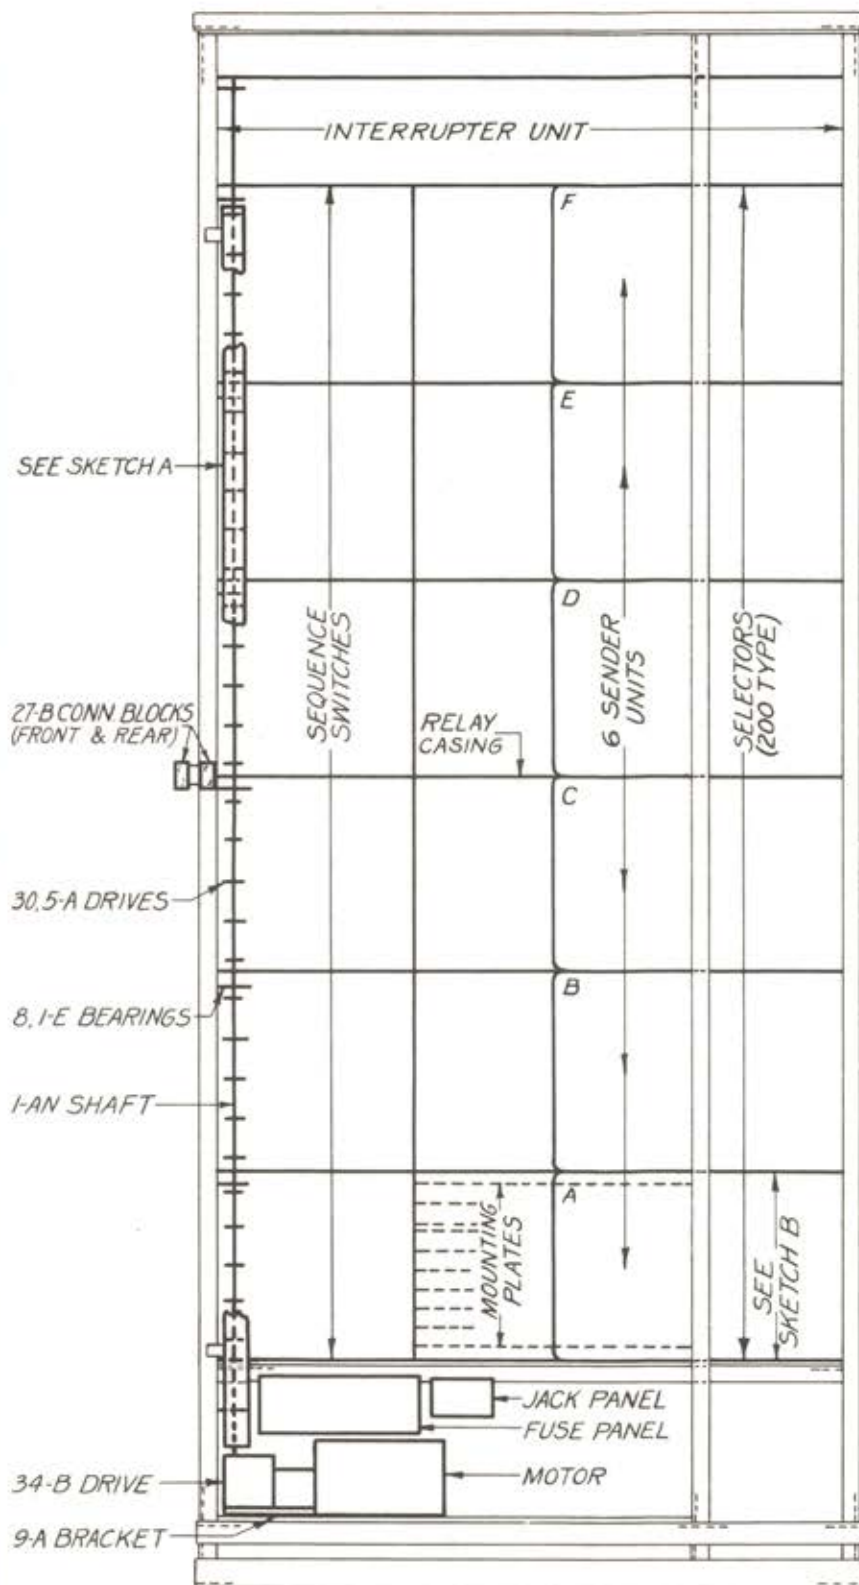 INTERRUPTER UNIT
F
E
SEE SKETCH A
D
SEQUENCE
SWITCHES
6 SENDER
UNITS
SELECTORS
(200 TYPE)
27-B CONN. BLOCKS
(FRONT & REAR)
RELAY
CASING
C
30,5-A DRIVES
B
8,1-E BEARINGS
1-AN SHAFT
A
MOUNTING
PLATES
SEE
SKETCH B
JACK PANEL
FUSE PANEL
34-B DRIVE
MOTOR
9-A BRACKET